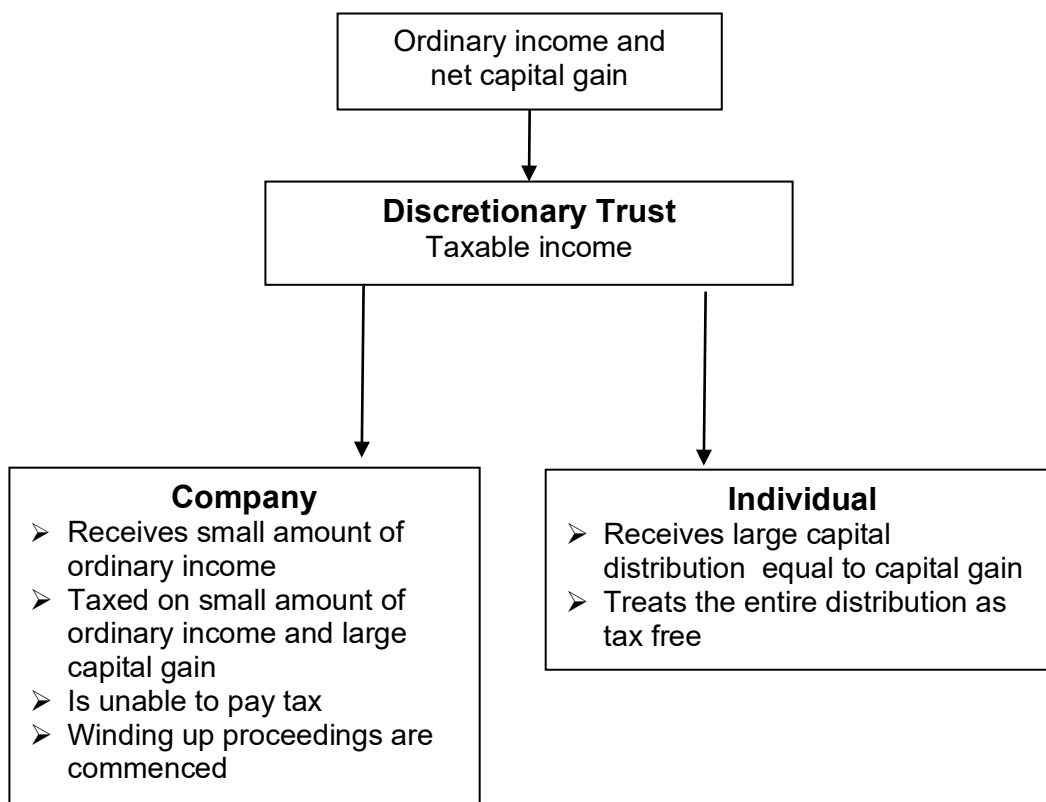 Ordinary income and
net capital gain
Discretionary Trust
Taxable income
Company
➢ Receives small amount of
ordinary income
➢ Taxed on small amount of
ordinary income and large
capital gain
➢ Is unable to pay tax
➢ Winding up proceedings are
commenced
Individual
➢ Receives large capital
distribution equal to capital gain
➢ Treats the entire distribution as
tax free